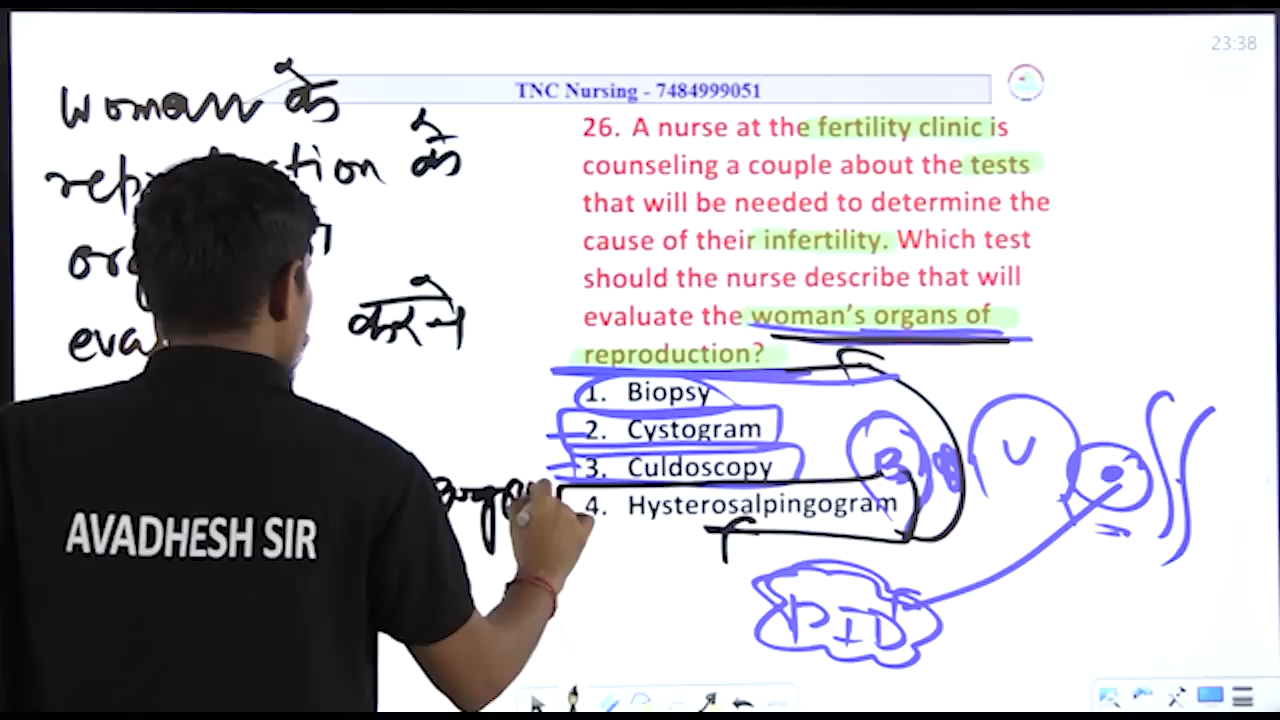 23:38
TNC Nursing - 7484999051
26. A nurse at the fertility clinic is
counseling a couple about the tests
that will be needed to determine the
cause of their infertility. Which test
should the nurse describe that will
evaluate the woman's organs of
reproduction?
1. Biopsy
2. Cystogram
3. Culdoscopy
4. Hysterosalpingogram
woman के
के
B
U
PID
AVADHESH SIR